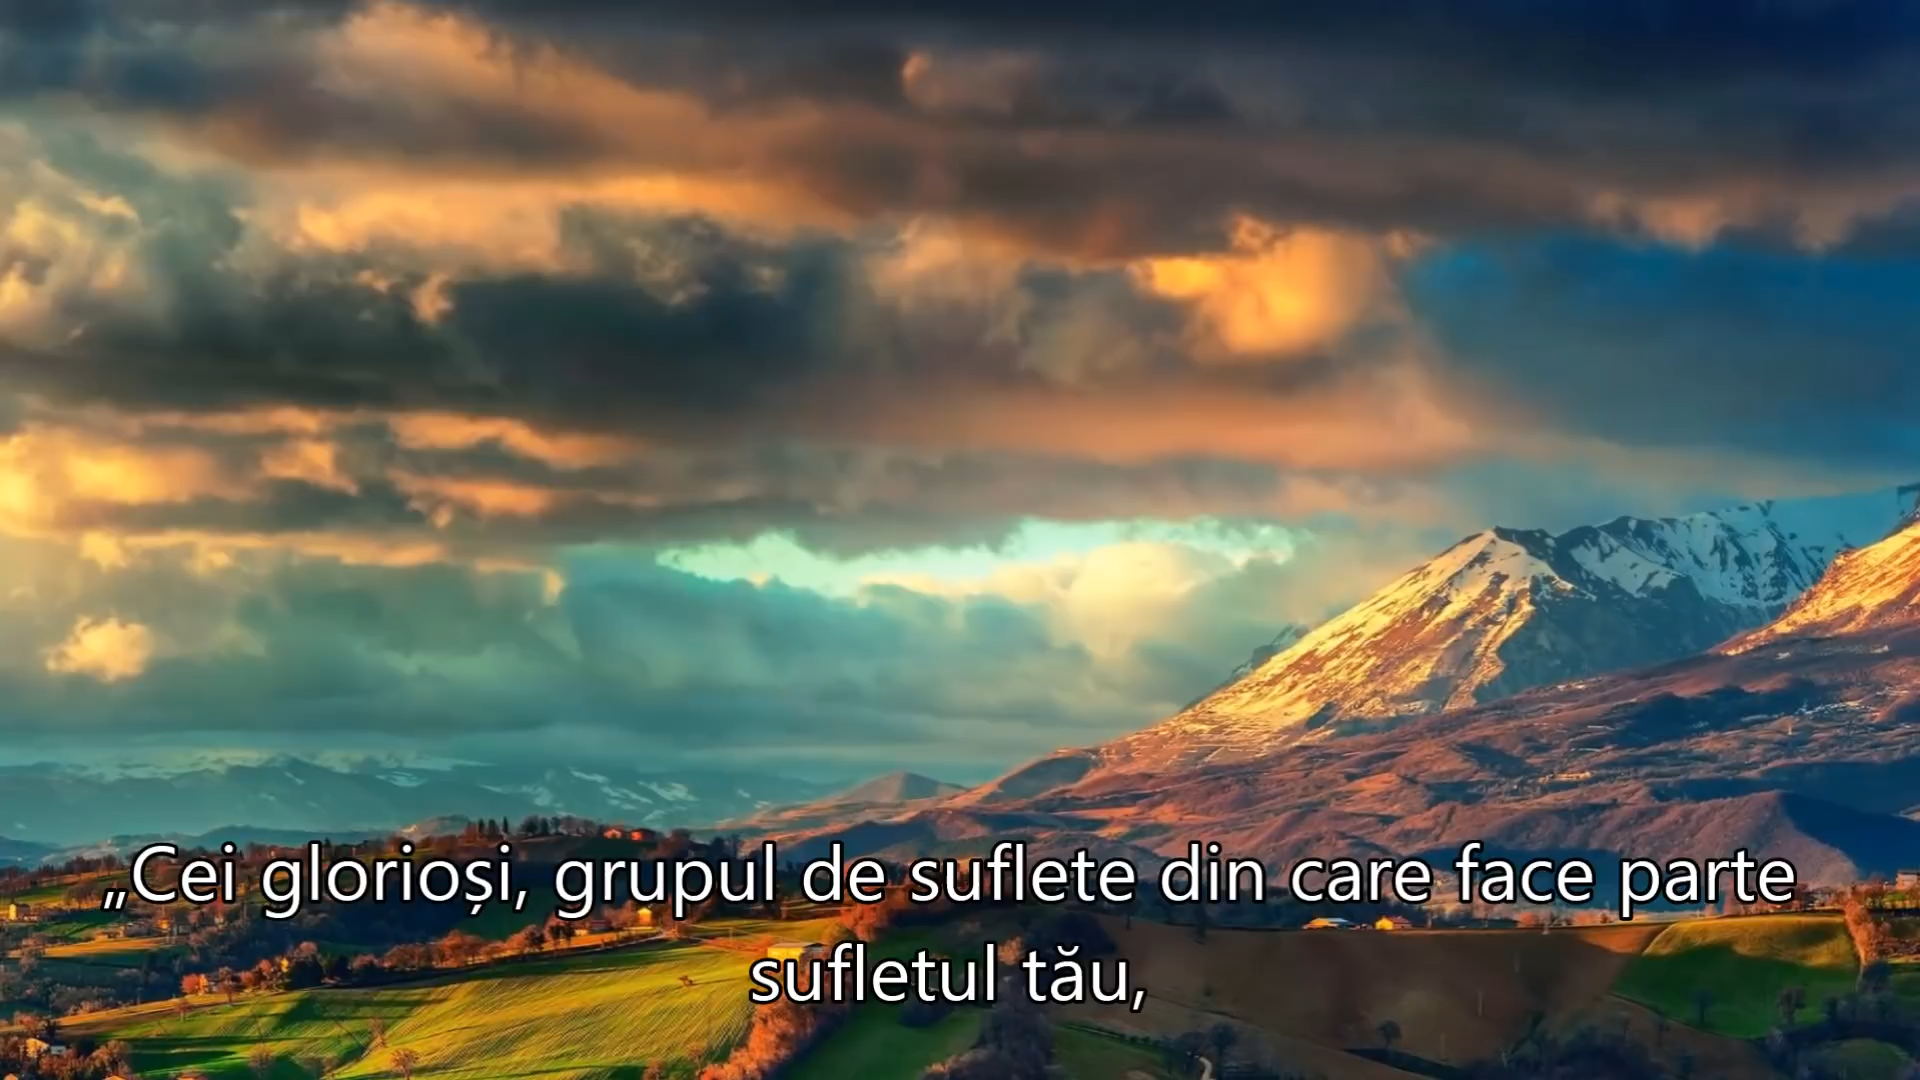 „Cei glorioși, grupul de suflete din care face parte
sufletul tău,